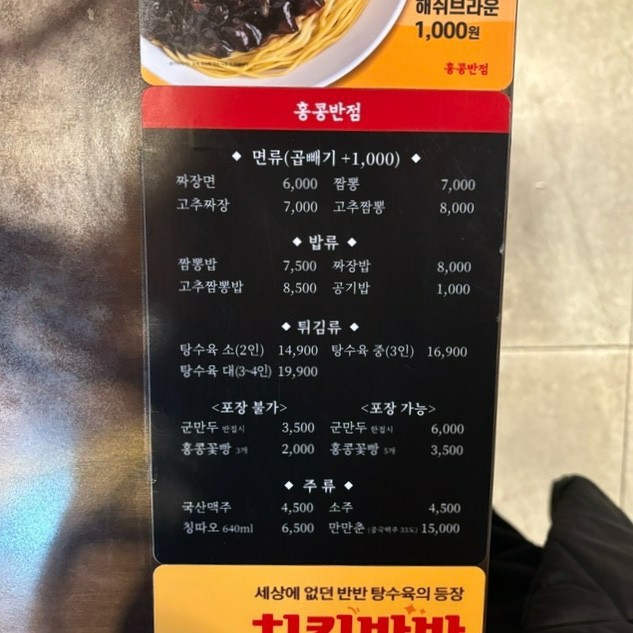 해쉬브라운
1,000원
홍콩반점
홍콩반점
◆ 면류(곱빼기 +1,000) ◆
짜장면 6,000 짬뽕 7,000
고추짜장 7,000 고추짬뽕 8,000
◆ 밥류 ◆
짬뽕밥 7,500 짜장밥 8,000
고추짬뽕밥 8,500 공기밥 1,000
◆ 튀김류 ◆
탕수육 소(2인) 14,900 탕수육 중(3인) 16,900
탕수육 대(3~4인) 19,900
<포장 불가> <포장 가능>
군만두 반접시 3,500 군만두 한접시 6,000
홍콩꽃빵 3개 2,000 홍콩꽃빵 5개 3,500
◆ 주류 ◆
국산맥주 4,500 소주 4,500
칭따오 640ml 6,500 만만춘 15,000
세상에 없던 반반 탕수육의 등장